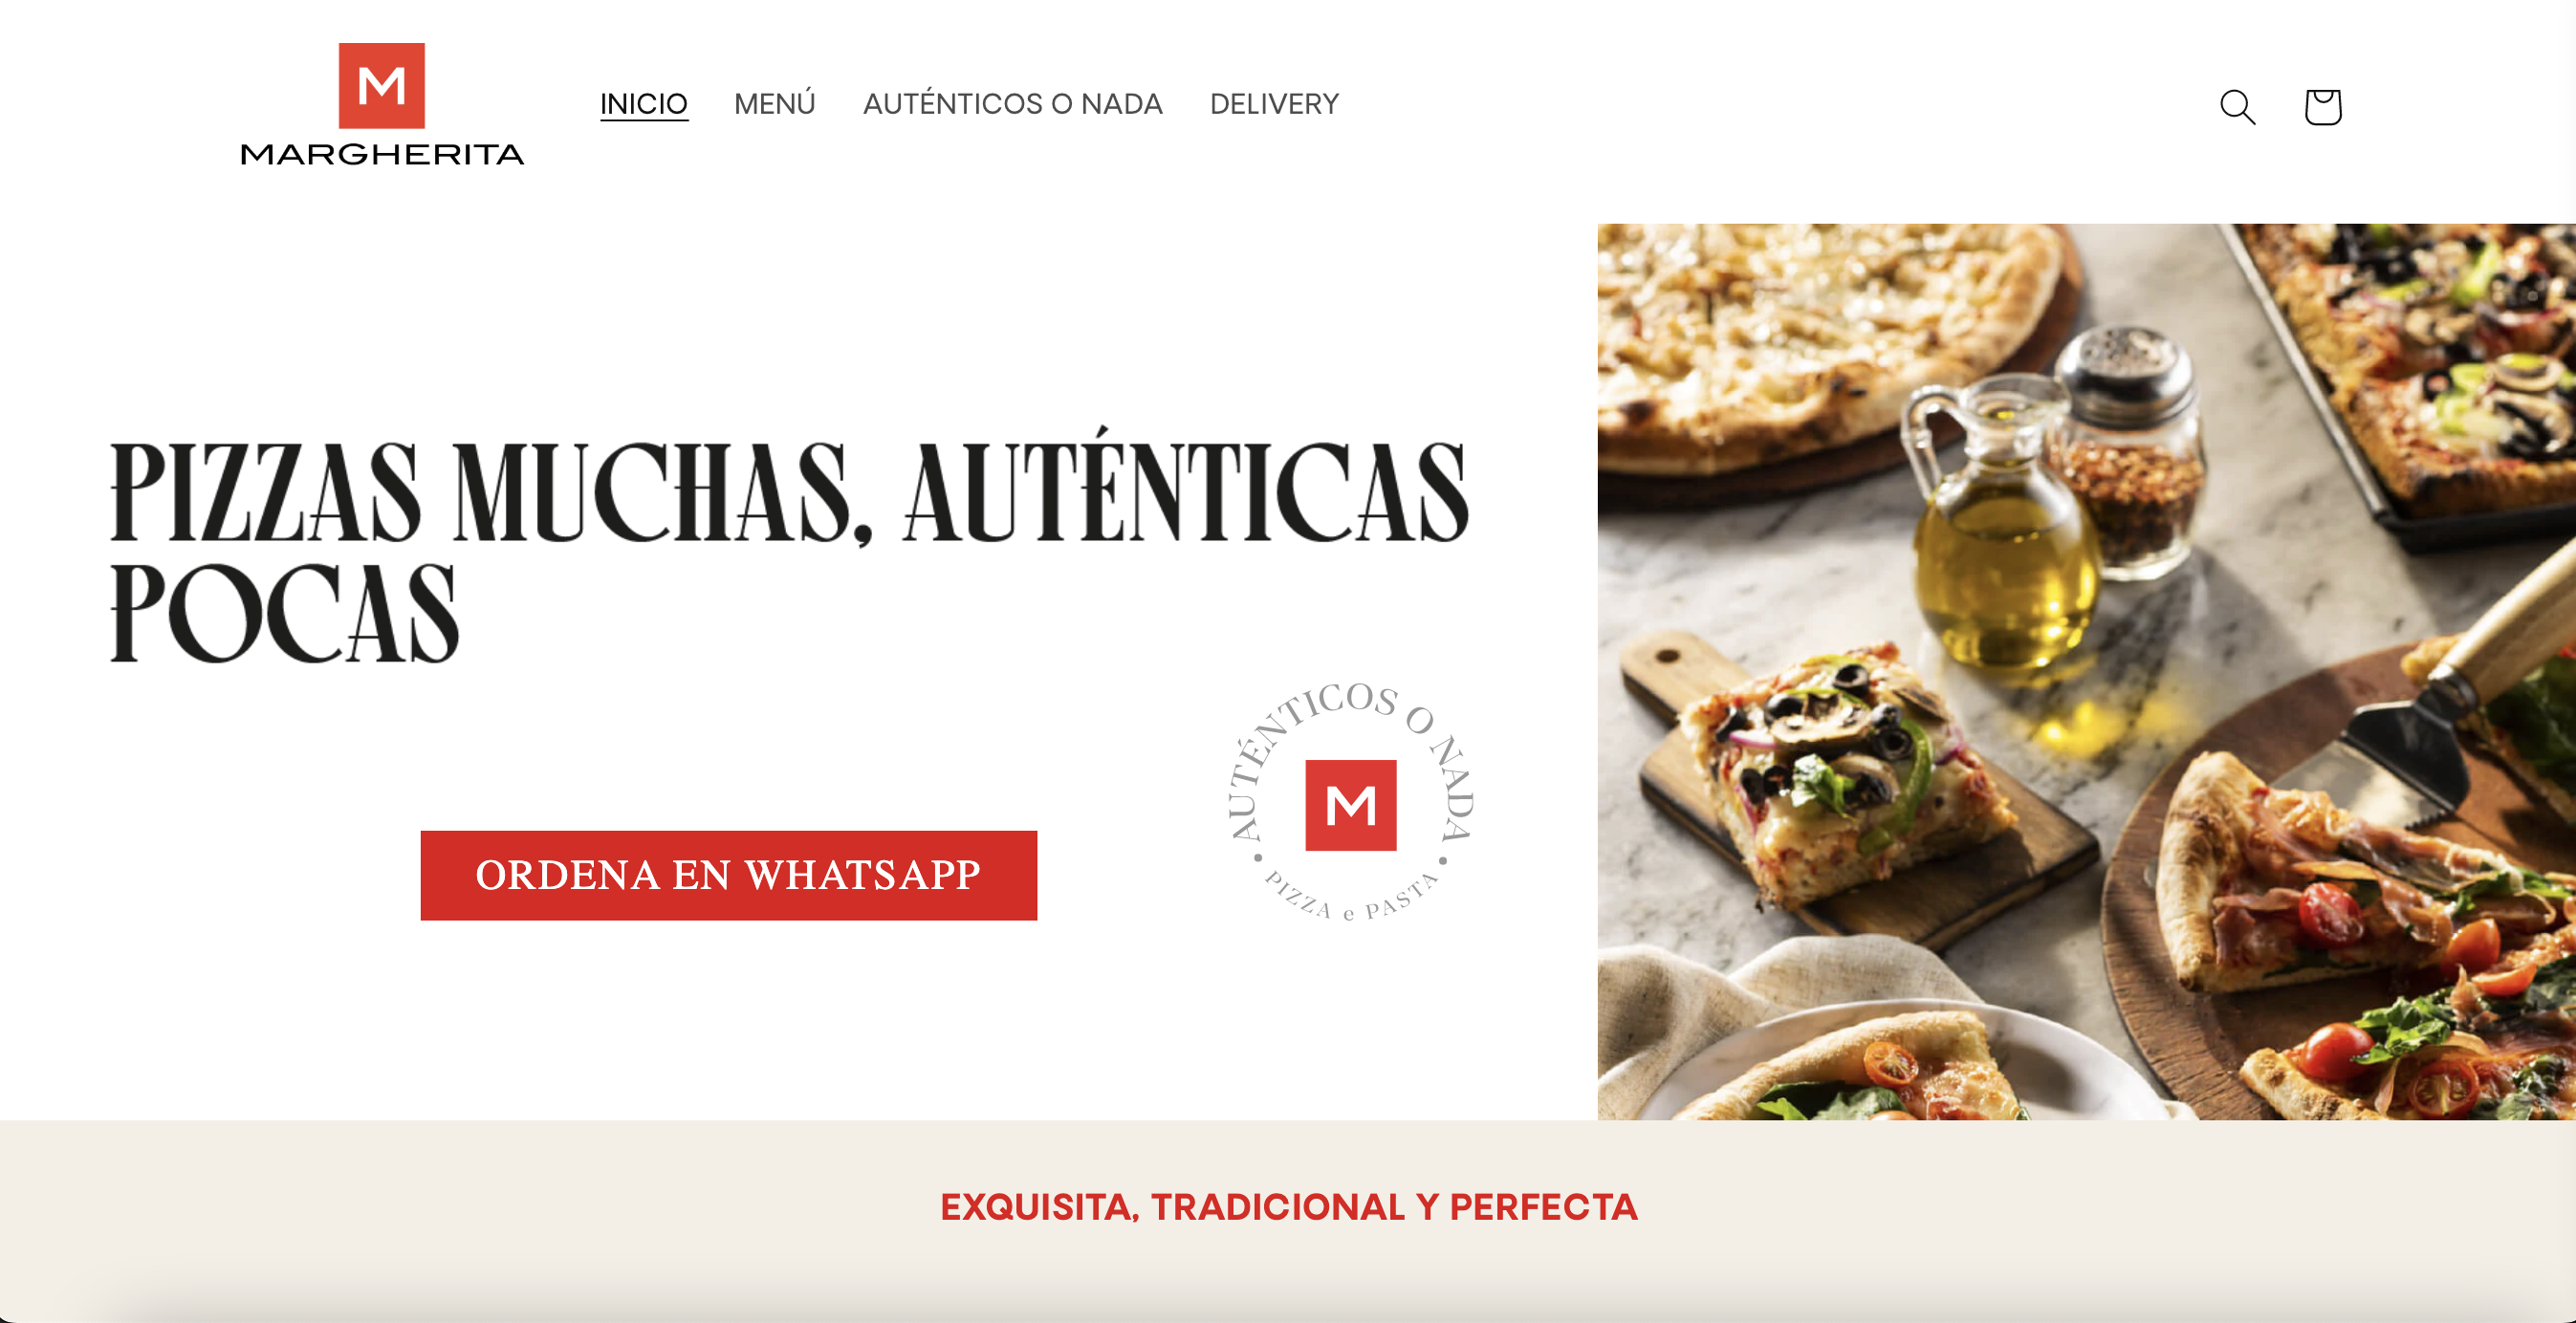 M
MARGHERITA
INICIO MENÚ AUTÉNTICOS O NADA DELIVERY
PIZZAS MUCHAS, AUTÉNTICAS
POCAS
AUTÉNTICOS O NADA
M
• PIZZA e PASTA •
ORDENA EN WHATSAPP
EXQUISITA, TRADICIONAL Y PERFECTA